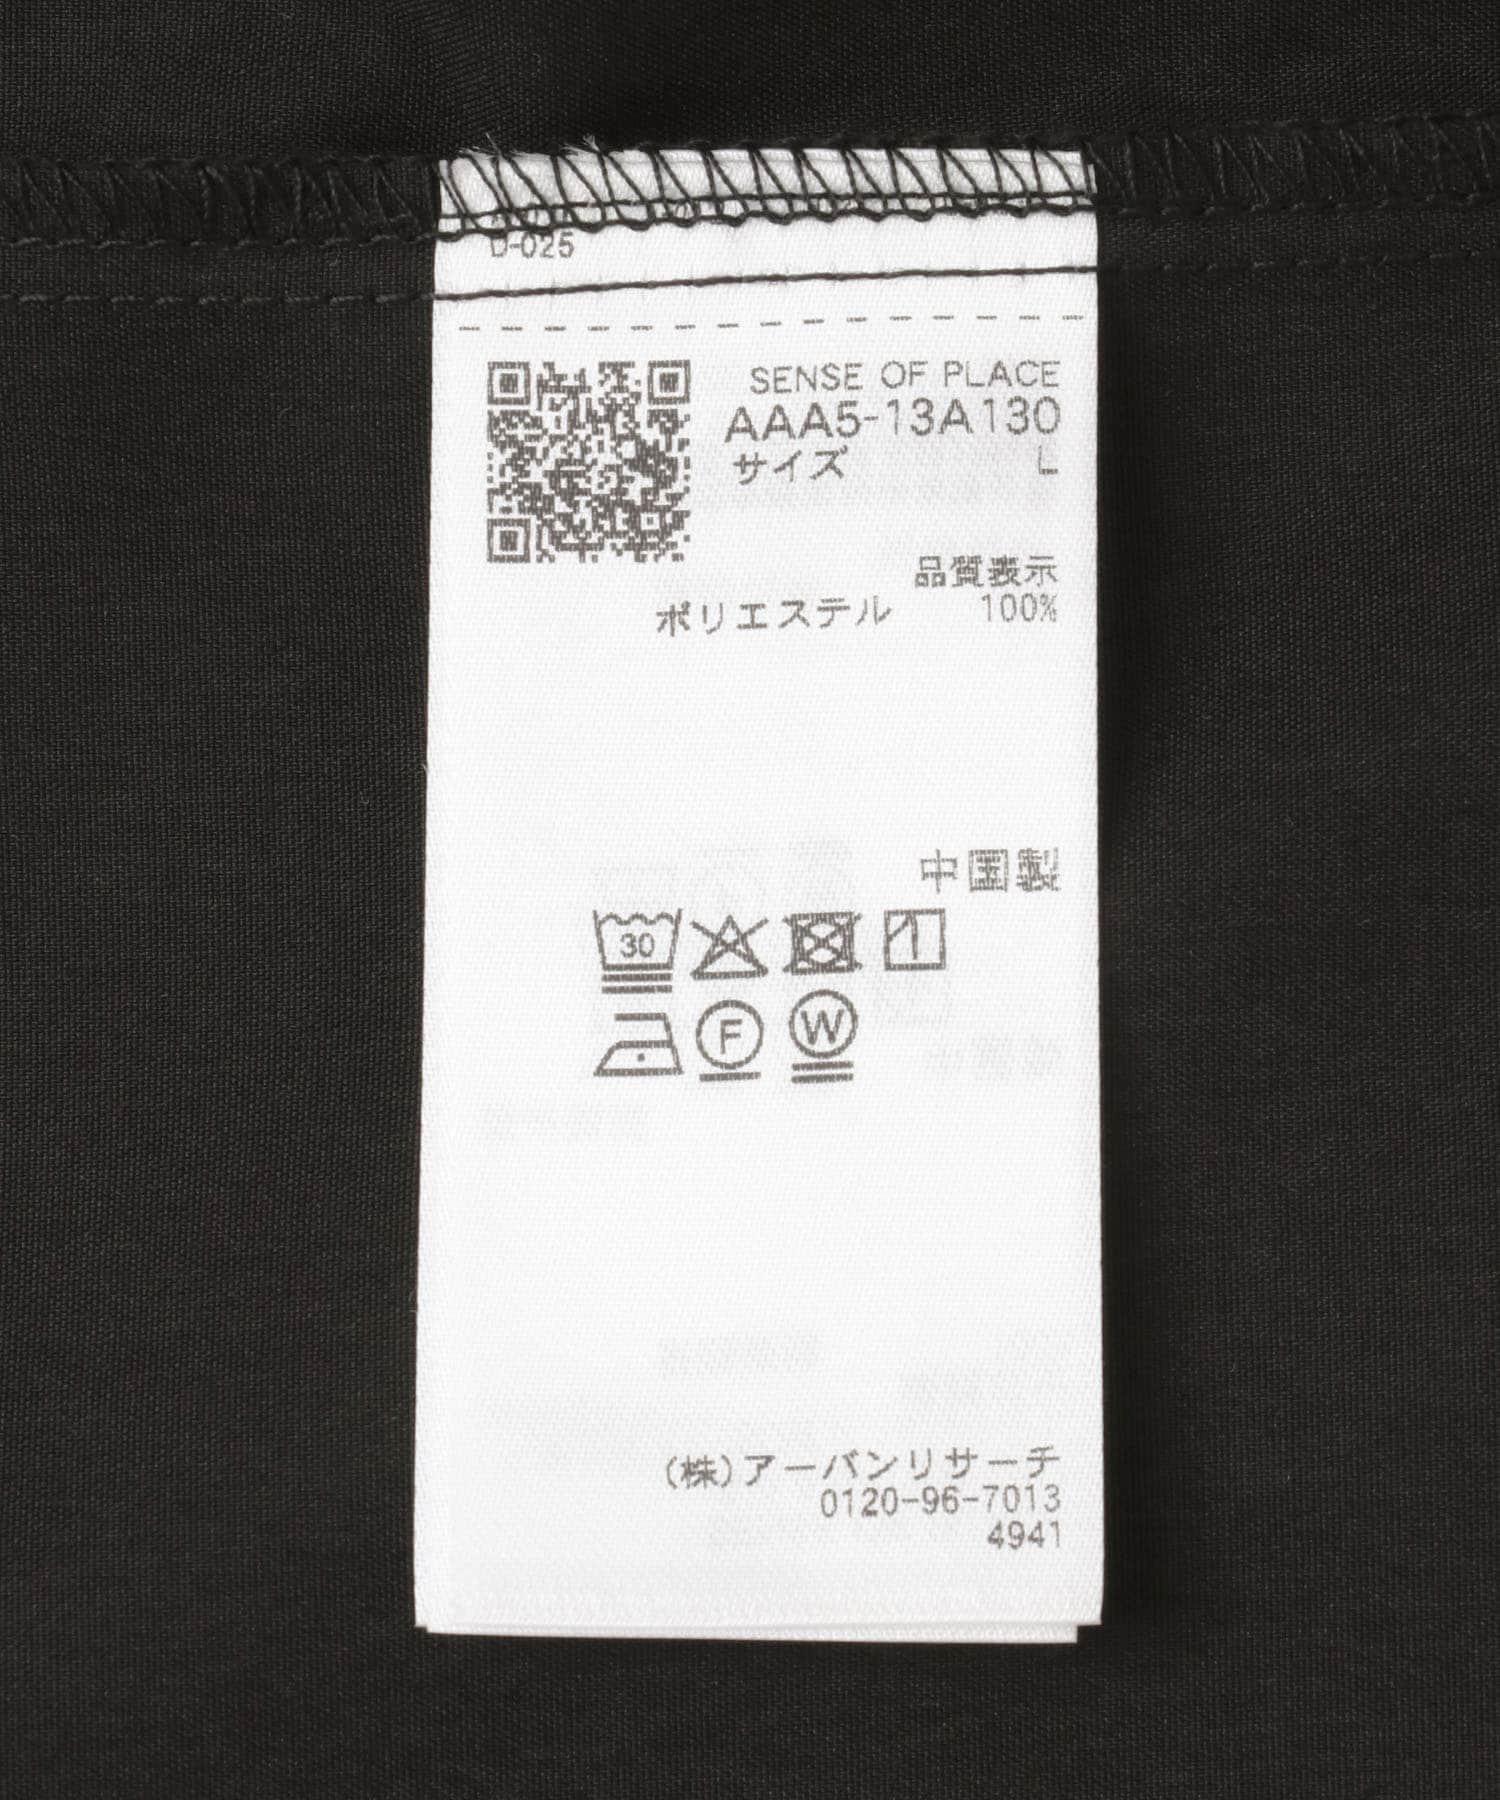 D-025
SENSE OF PLACE
AAA5-13A130
サイズ L
品質表示
ポリエステル 100%
中国製
30
F W
(株)アーバンリサーチ
0120-96-7013
4941